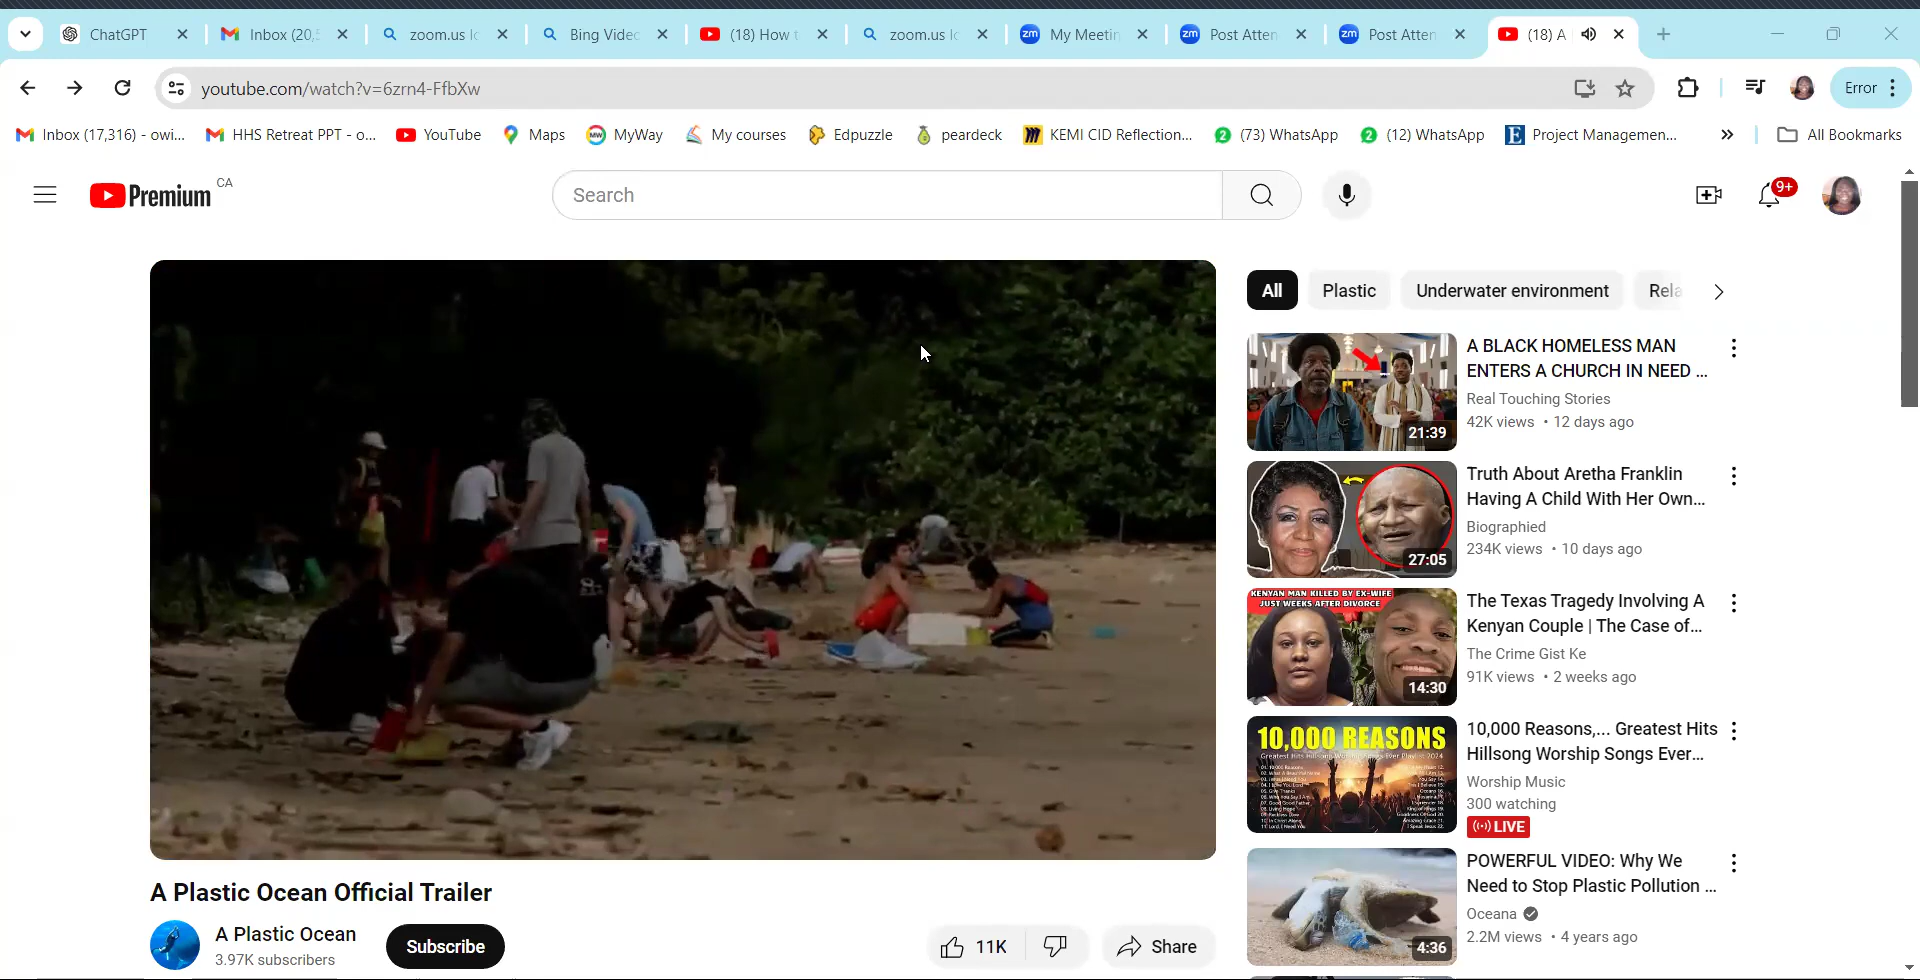 ChatGPT
Inbox (20,
zoom.us
Bing Vide
(18) How t
zoom.us
My Meeti
Post Atten
Post Atten
(18) A
youtube.com/watch?v=6zrn4-FfbXw
Error
Inbox (17,316) - owi...
HHS Retreat PPT - o...
YouTube
Maps
MyWay
My courses
Edpuzzle
peardeck
KEMI CID Reflection...
(73) WhatsApp
(12) WhatsApp
Project Managemen...
All Bookmarks
Premium
CA
Search
9+
All
Plastic
Underwater environment
Rela
A BLACK HOMELESS MAN
ENTERS A CHURCH IN NEED ...
Real Touching Stories
42K views • 12 days ago
21:39
Truth About Aretha Franklin
Having A Child With Her Own...
Biographied
234K views • 10 days ago
27:05
KENYAN MAN KILLED BY EX-WIFE
JUST WEEKS AFTER DIVORCE
14:30
The Texas Tragedy Involving A
Kenyan Couple | The Case of...
The Crime Gist Ke
91K views • 2 weeks ago
10,000 REASONS
Greatest Hits Hillsong Worship Songs Ever Playlist 2024
10,000 Reasons,... Greatest Hits
Hillsong Worship Songs Ever...
Worship Music
300 watching
LIVE
POWERFUL VIDEO: Why We
Need to Stop Plastic Pollution ...
Oceana
2.2M views • 4 years ago
4:36
A Plastic Ocean Official Trailer
A Plastic Ocean
3.97K subscribers
Subscribe
11K
Share